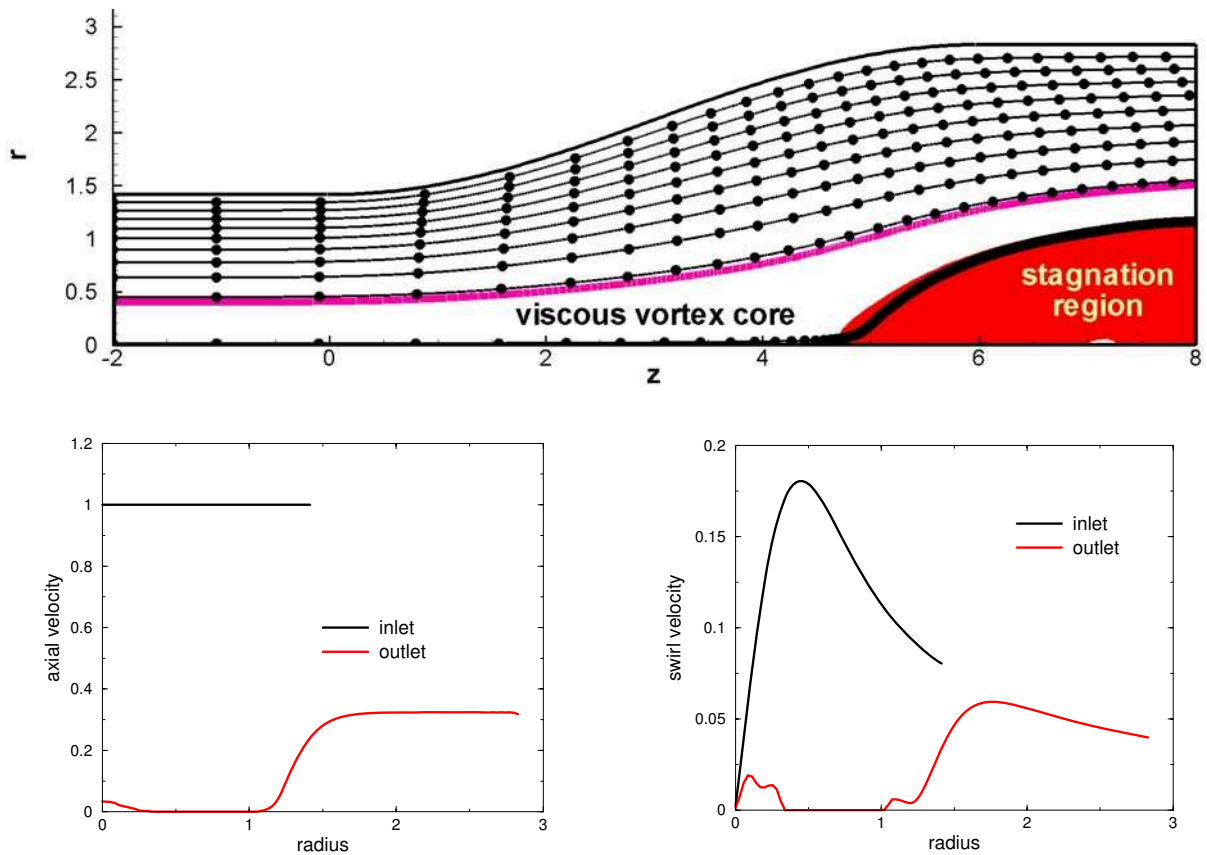 3
2.5
2
1.5
1
0.5
0
r
viscous vortex core
stagnation
region
-2 0 2 4 6 8
z
1.2
1
0.8
0.6
0.4
0.2
0
axial velocity
inlet
outlet
0 1 2 3
radius
0.2
0.15
0.1
0.05
0
swirl velocity
inlet
outlet
0 1 2 3
radius